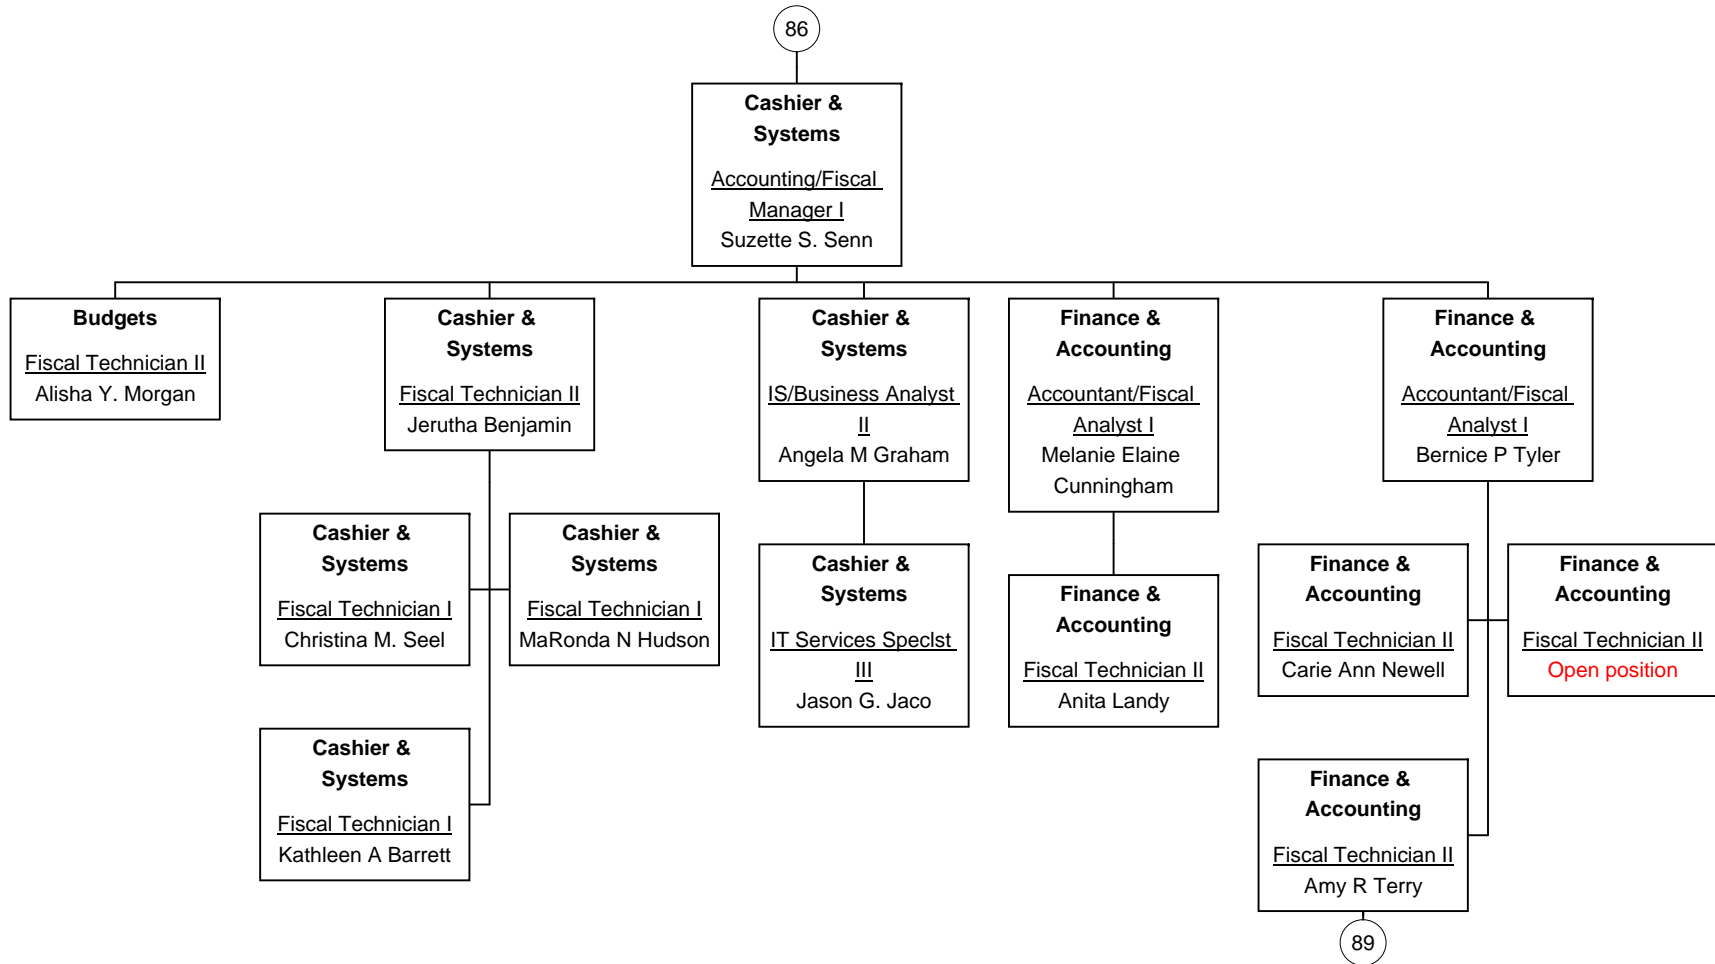 86
Cashier &
Systems
Accounting/Fiscal
Manager I
Suzette S. Senn
Budgets
Fiscal Technician II
Alisha Y. Morgan
Cashier &
Systems
Fiscal Technician II
Jerutha Benjamin
Cashier &
Systems
IS/Business Analyst
II
Angela M Graham
Finance &
Accounting
Accountant/Fiscal
Analyst I
Melanie Elaine
Cunningham
Finance &
Accounting
Accountant/Fiscal
Analyst I
Bernice P Tyler
Cashier &
Systems
Fiscal Technician I
Christina M. Seel
Cashier &
Systems
Fiscal Technician I
MaRonda N Hudson
Cashier &
Systems
IT Services Speclst
III
Jason G. Jaco
Finance &
Accounting
Fiscal Technician II
Anita Landy
Finance &
Accounting
Fiscal Technician II
Carie Ann Newell
Finance &
Accounting
Fiscal Technician II
Open position
Cashier &
Systems
Fiscal Technician I
Kathleen A Barrett
Finance &
Accounting
Fiscal Technician II
Amy R Terry
89